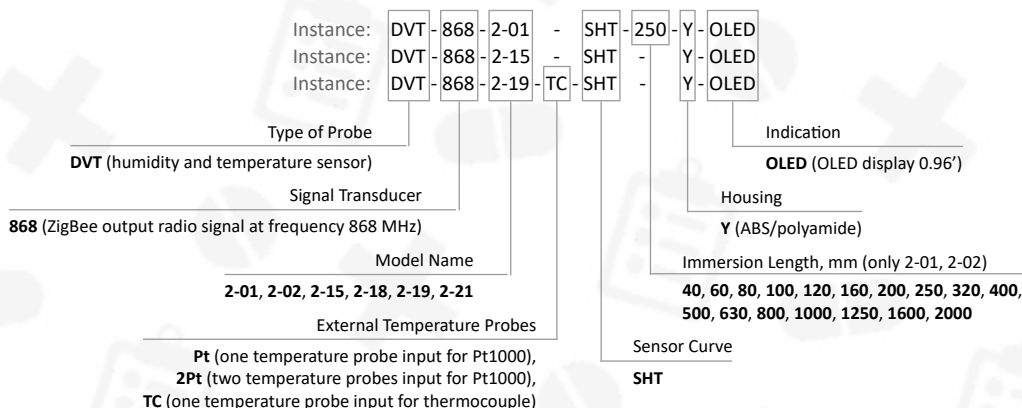 Instance: DVT - 868 - 2-01 - SHT - 250 - Y - OLED
Instance: DVT - 868 - 2-15 - SHT - Y - OLED
Instance: DVT - 868 - 2-19 - TC - SHT - Y - OLED
Type of Probe
DVT (humidity and temperature sensor)
Signal Transducer
868 (ZigBee output radio signal at frequency 868 MHz)
Model Name
2-01, 2-02, 2-15, 2-18, 2-19, 2-21
External Temperature Probes
Pt (one temperature probe input for Pt1000),
2Pt (two temperature probes input for Pt1000),
TC (one temperature probe input for thermocouple)
Indication
OLED (OLED display 0.96')
Housing
Y (ABS/polyamide)
Immersion Length, mm (only 2-01, 2-02)
40, 60, 80, 100, 120, 160, 200, 250, 320, 400,
500, 630, 800, 1000, 1250, 1600, 2000
Sensor Curve
SHT